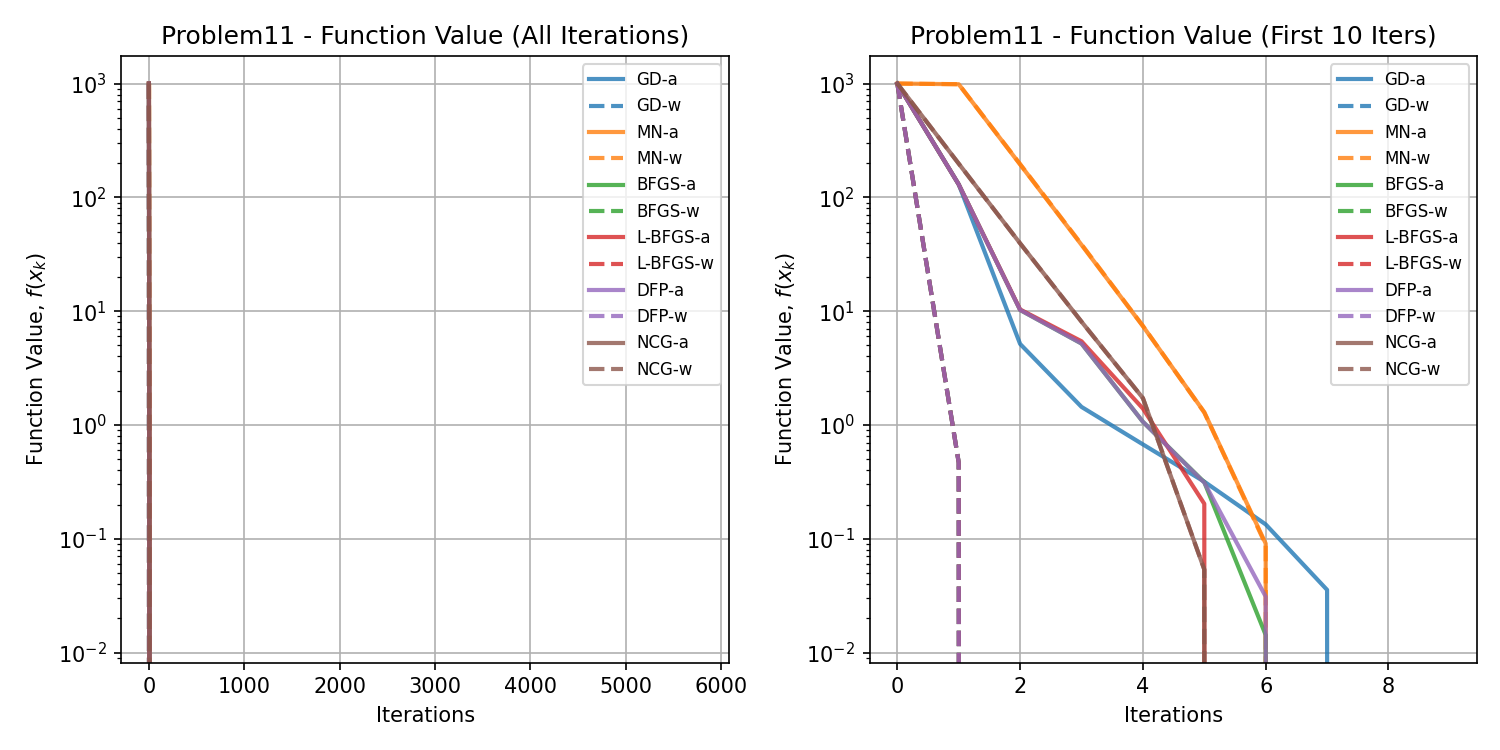 Problem11 - Function Value (All Iterations)
Function Value, f(x_k)
10³
10²
10¹
10⁰
10⁻¹
10⁻²
0 1000 2000 3000 4000 5000 6000
Iterations
GD-a
GD-w
MN-a
MN-w
BFGS-a
BFGS-w
L-BFGS-a
L-BFGS-w
DFP-a
DFP-w
NCG-a
NCG-w
Problem11 - Function Value (First 10 Iters)
Function Value, f(x_k)
10³
10²
10¹
10⁰
10⁻¹
10⁻²
0 2 4 6 8
Iterations
GD-a
GD-w
MN-a
MN-w
BFGS-a
BFGS-w
L-BFGS-a
L-BFGS-w
DFP-a
DFP-w
NCG-a
NCG-w